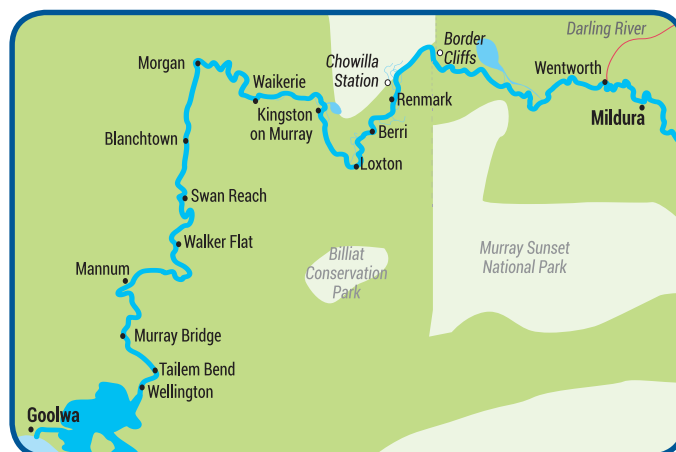 Darling River
Border
Cliffs
Chowilla
Station
Morgan
Waikerie
Wentworth
Renmark
Mildura
Kingston
on Murray
Berri
Blanchtown
Loxton
Swan Reach
Walker Flat
Billiat
Conservation
Park
Murray Sunset
National Park
Mannum
Murray Bridge
Tailem Bend
Wellington
Goolwa